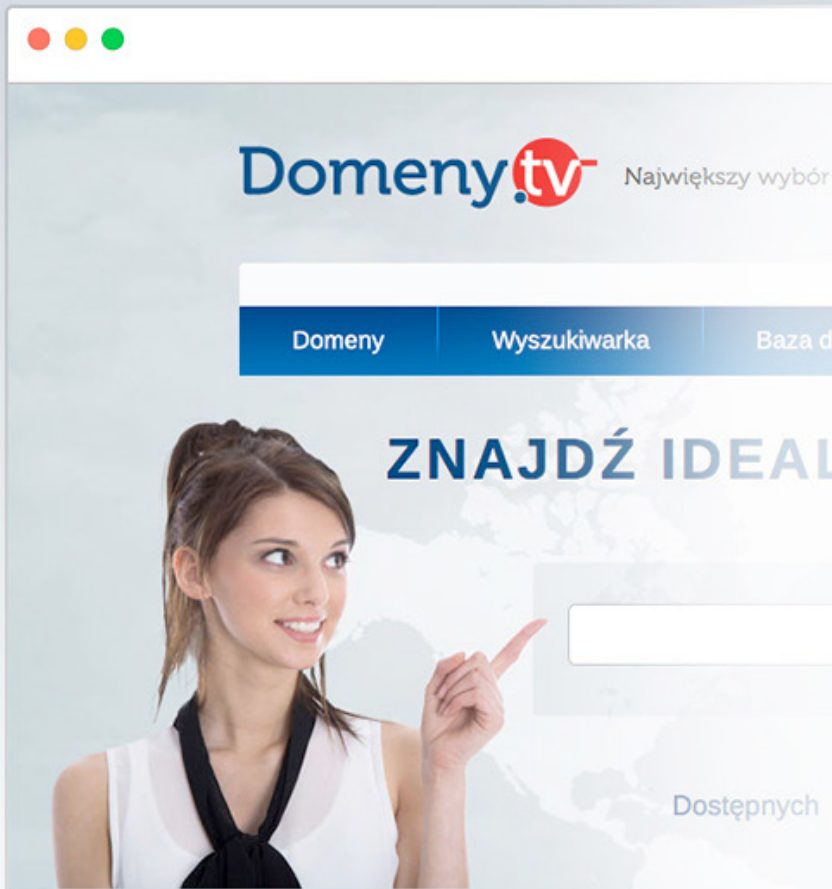 Domeny.tv
Największy wybór
Domeny Wyszukiwarka Baza d
ZNAJDŹ IDEAL
Dostępnych